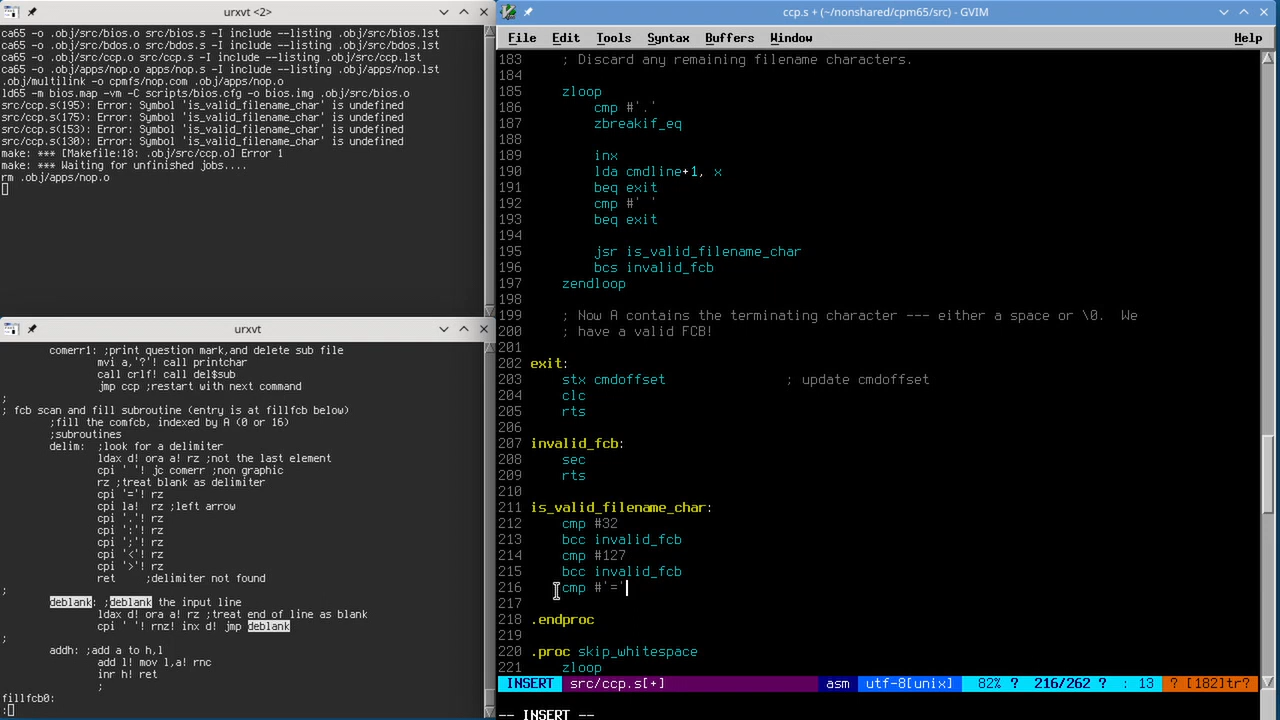 urxvt <2>
ca65 -o .obj/src/bios.o src/bios.s -I include --listing .obj/src/bios.lst
ca65 -o .obj/src/bdos.o src/bdos.s -I include --listing .obj/src/bdos.lst
ca65 -o .obj/src/ccp.o src/ccp.s -I include --listing .obj/src/ccp.lst
ca65 -o .obj/apps/nop.o apps/nop.s -I include --listing .obj/apps/nop.lst
.obj/multilink -o cpmfs/nop.com .obj/apps/nop.o
ld65 -m bios.map -vm -C scripts/bios.cfg -o bios.img .obj/src/bios.o
src/ccp.s(195): Error: Symbol 'is_valid_filename_char' is undefined
src/ccp.s(175): Error: Symbol 'is_valid_filename_char' is undefined
src/ccp.s(153): Error: Symbol 'is_valid_filename_char' is undefined
src/ccp.s(130): Error: Symbol 'is_valid_filename_char' is undefined
make: *** [Makefile:18: .obj/src/ccp.o] Error 1
make: *** Waiting for unfinished jobs....
rm .obj/apps/nop.o
urxvt
comerr1: ;print question mark,and delete sub file
mvi a,'?'! call printchar
call crlf! call del$sub
jmp ccp ;restart with next command
;
; fcb scan and fill subroutine (entry is at fillfcb below)
;fill the comfcb, indexed by A (0 or 16)
;subroutines
delim: ;look for a delimiter
ldax d! ora a! rz ;not the last element
cpi ' '! jc comerr ;non graphic
rz ;treat blank as delimiter
cpi '='! rz
cpi la! rz ;left arrow
cpi '.'! rz
cpi ':'! rz
cpi ';'! rz
cpi '<'! rz
cpi '>'! rz
ret ;delimiter not found
;
deblank: ;deblank the input line
ldax d! ora a! rz ;treat end of line as blank
cpi ' '! rnz! inx d! jmp deblank
;
addh: ;add a to h,l
add l! mov l,a! rnc
inr h! ret
;
fillfcb0:
:
ccp.s + (~/nonshared/cpm65/src) - GVIM
File Edit Tools Syntax Buffers Window Help
183 ; Discard any remaining filename characters.
184
185 zloop
186 cmp #'.'
187 zbreakif_eq
188
189 inx
190 lda cmdline+1, x
191 beq exit
192 cmp #' '
193 beq exit
194
195 jsr is_valid_filename_char
196 bcs invalid_fcb
197 zendloop
198
199 ; Now A contains the terminating character --- either a space or \0.  We
200 ; have a valid FCB!
201
202 exit:
203 stx cmdoffset ; update cmdoffset
204 clc
205 rts
206
207 invalid_fcb:
208 sec
209 rts
210
211 is_valid_filename_char:
212 cmp #32
213 bcc invalid_fcb
214 cmp #127
215 bcc invalid_fcb
216 cmp #'='
217
218 .endproc
219
220 .proc skip_whitespace
221 zloop
INSERT src/ccp.s[+] asm utf-8[unix] 82% ? 216/262 ? : 13 ? [182]tr?
-- INSERT --